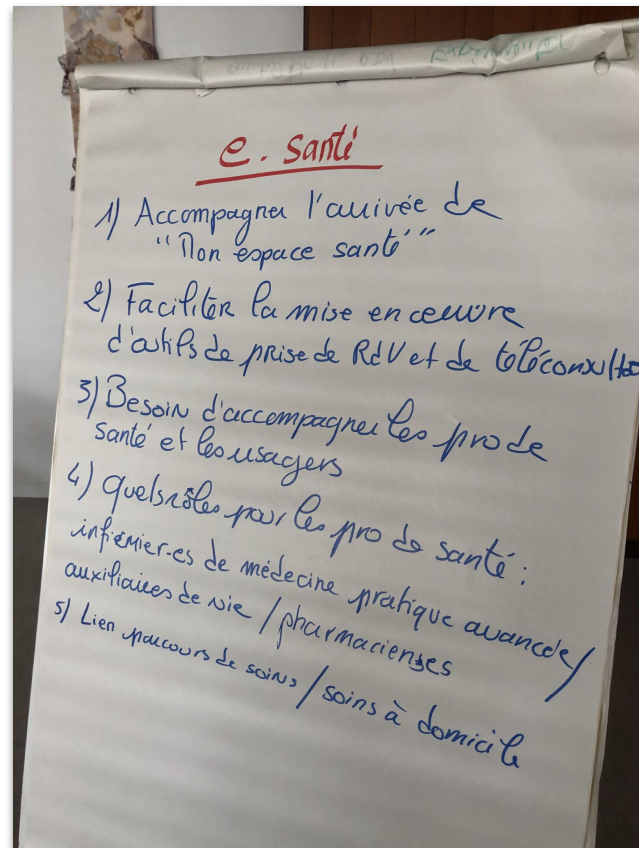 e. Santé
1) Accompagner l'arrivée de
"Mon espace santé"
2) Faciliter la mise en oeuvre
d'outils de prise de RdV et de téléconsultat
3) Besoin d'accompagner les pro de
santé et les usagers
4) quels rôles pour les pro de santé :
infirmier-es de médecine pratique avancée/
auxiliaires de vie / pharmacienses
5) Lien parcours de soins / soins à domicile